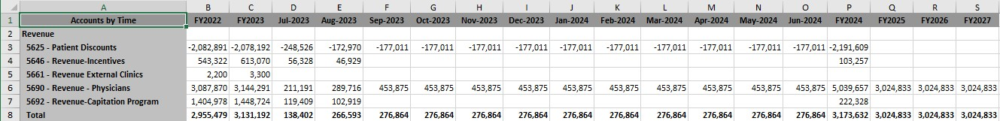 A B C D E F G H I J K L M N O P Q R S
1 Accounts by Time FY2022 FY2023 Jul-2023 Aug-2023 Sep-2023 Oct-2023 Nov-2023 Dec-2023 Jan-2024 Feb-2024 Mar-2024 Apr-2024 May-2024 Jun-2024 FY2024 FY2025 FY2026 FY2027
2 Revenue
3 5625 - Patient Discounts -2,082,891 -2,078,192 -248,526 -172,970 -177,011 -177,011 -177,011 -177,011 -177,011 -177,011 -177,011 -177,011 -177,011 -177,011 -2,191,609
4 5646 - Revenue-Incentives 543,322 613,070 56,328 46,929 103,257
5 5661 - Revenue External Clinics 2,200 3,300
6 5690 - Revenue - Physicians 3,087,870 3,144,291 211,191 289,716 453,875 453,875 453,875 453,875 453,875 453,875 453,875 453,875 453,875 453,875 5,039,657 3,024,833 3,024,833 3,024,833
7 5692 - Revenue-Capitation Program 1,404,978 1,448,724 119,409 102,919 222,328
8 Total 2,955,479 3,131,192 138,402 266,593 276,864 276,864 276,864 276,864 276,864 276,864 276,864 276,864 276,864 276,864 3,173,632 3,024,833 3,024,833 3,024,833